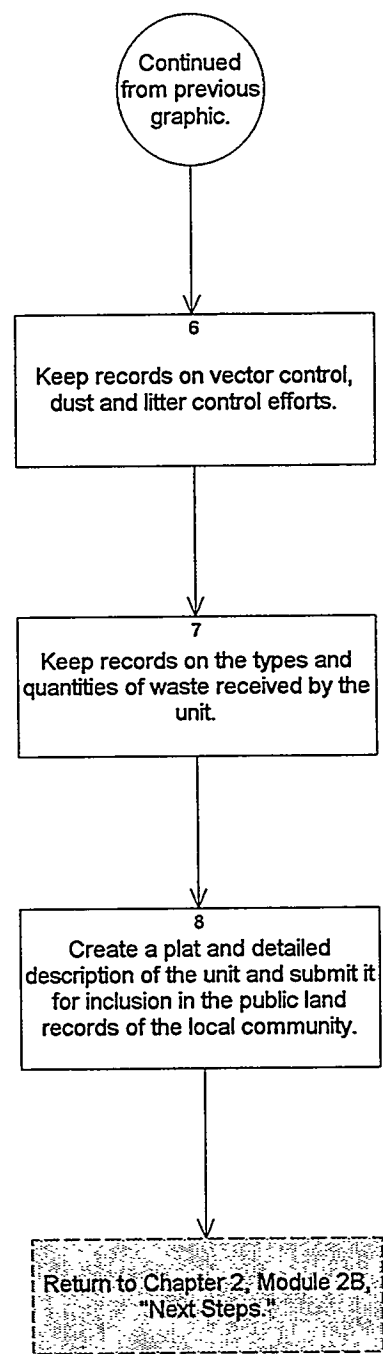 Continued
from previous
graphic.
6
Keep records on vector control,
dust and litter control efforts.
7
Keep records on the types and
quantities of waste received by the
unit.
8
Create a plat and detailed
description of the unit and submit it
for inclusion in the public land
records of the local community.
Return to Chapter 2, Module 2B,
"Next Steps."